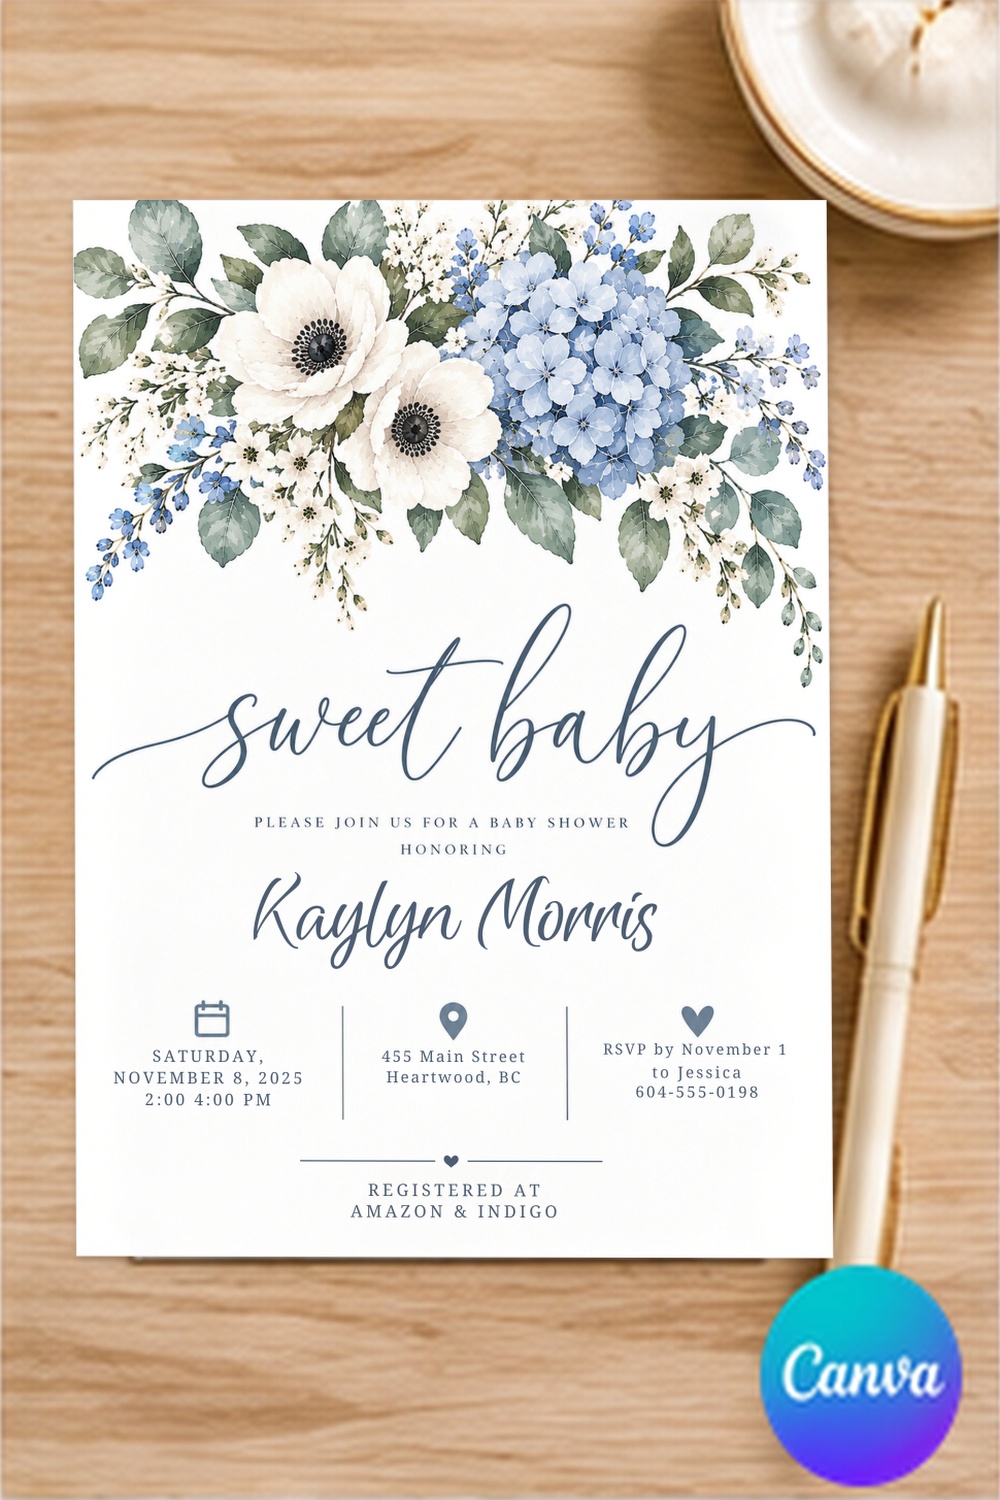 sweet baby
PLEASE JOIN US FOR A BABY SHOWER
HONORING
Kaylyn Morris
SATURDAY,
NOVEMBER 8, 2025
2:00 4:00 PM
455 Main Street
Heartwood, BC
RSVP by November 1
to Jessica
604-555-0198
REGISTERED AT
AMAZON & INDIGO
Canva